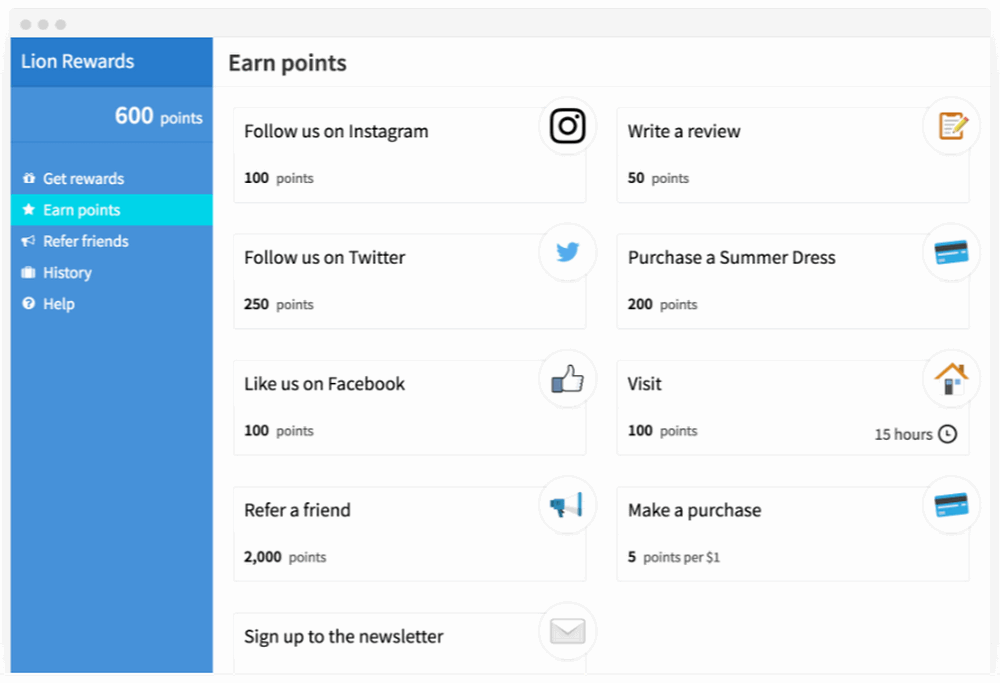 Lion Rewards
600 points
Get rewards
Earn points
Refer friends
History
Help
Earn points
Follow us on Instagram
100 points
Write a review
50 points
Follow us on Twitter
250 points
Purchase a Summer Dress
200 points
Like us on Facebook
100 points
Visit
100 points
15 hours
Refer a friend
2,000 points
Make a purchase
5 points per $1
Sign up to the newsletter